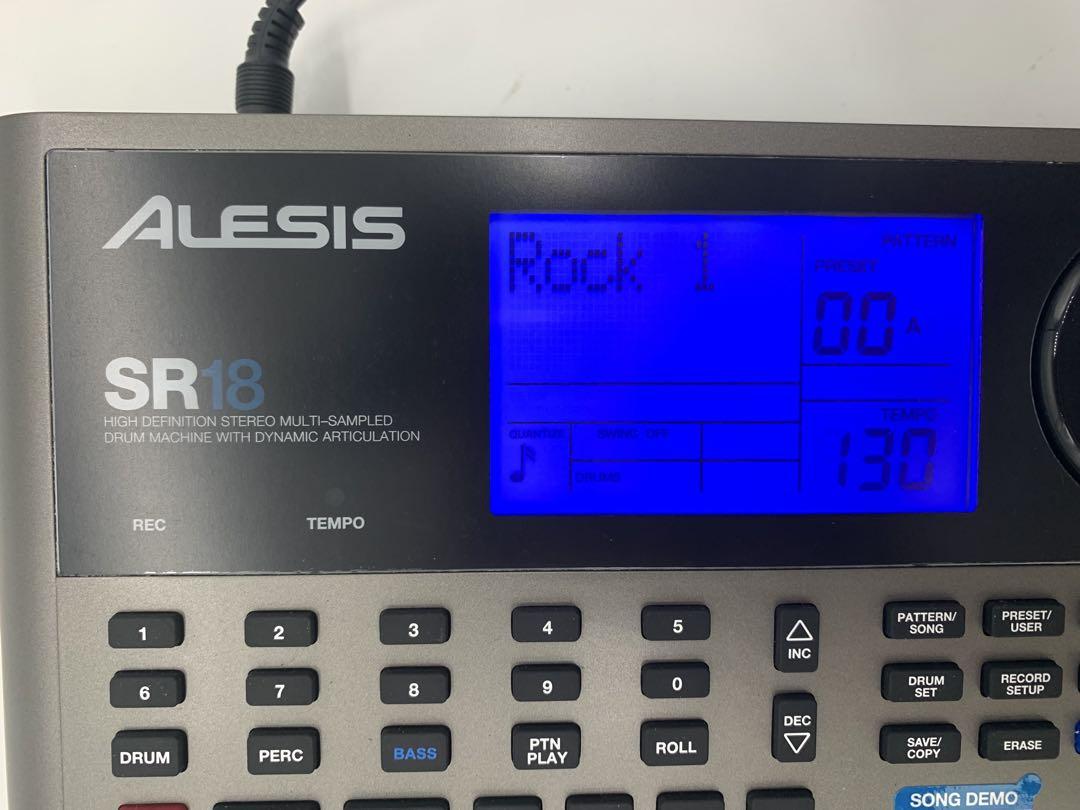 ALESIS
SR18
HIGH DEFINITION STEREO MULTI-SAMPLED
DRUM MACHINE WITH DYNAMIC ARTICULATION
REC
TEMPO
Rock 1
PATTERN
PRESET
00 A
TEMPO
130
QUANTIZE
SWING OFF
DRUMS
1
2
3
4
5
INC
PATTERN/
SONG
PRESET/
USER
6
7
8
9
0
DEC
DRUM
SET
RECORD
SETUP
DRUM
PERC
BASS
PTN
PLAY
ROLL
SAVE/
COPY
ERASE
SONG DEMO